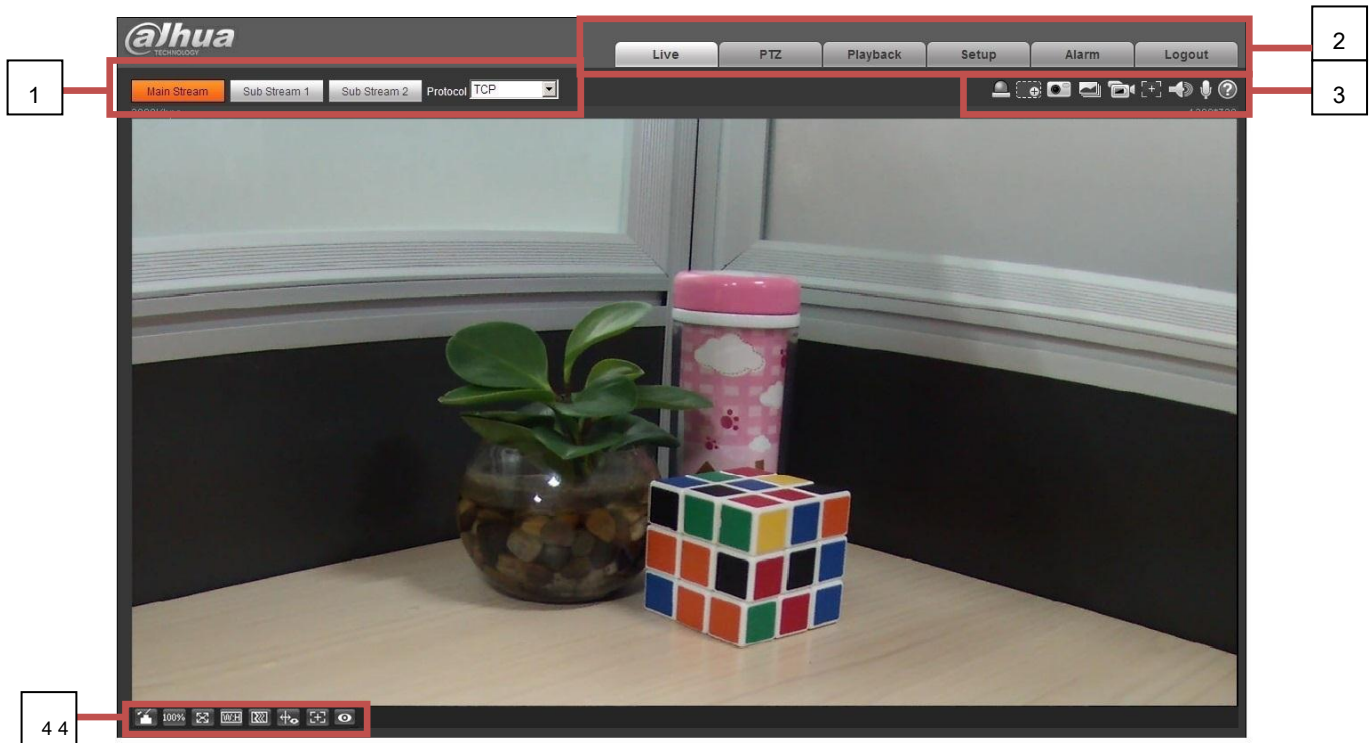 alhua
TECHNOLOGY
2
Live PTZ Playback Setup Alarm Logout
1
Main Stream Sub Stream 1 Sub Stream 2 Protocol TCP
3
100% W:H
4 4